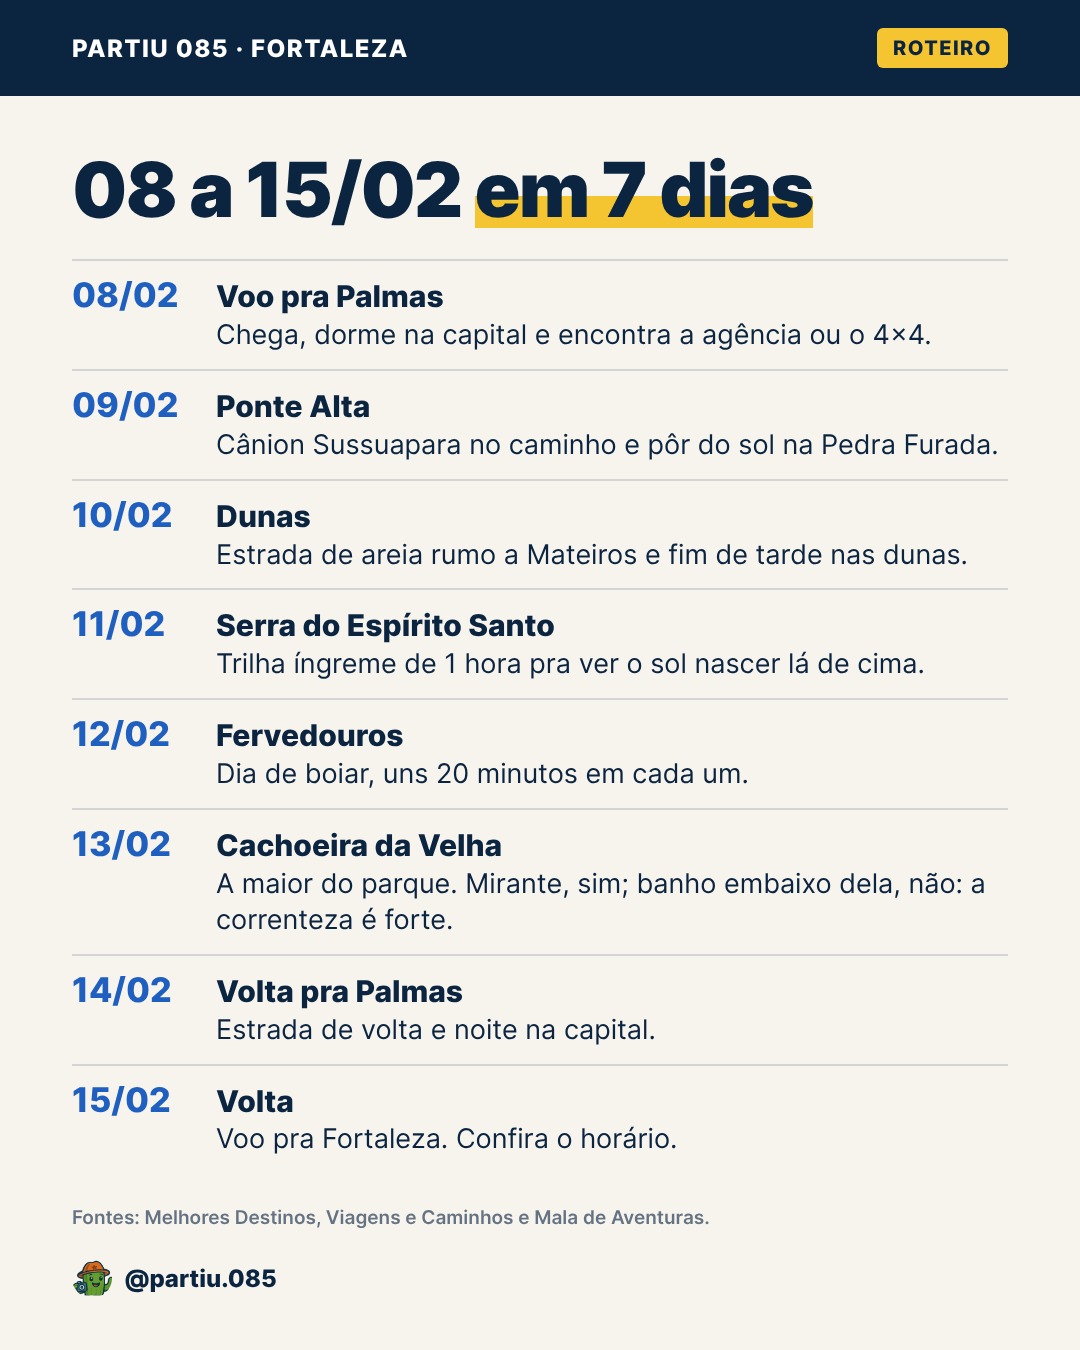 PARTIU 085 · FORTALEZA
ROTEIRO
08 a 15/02 em 7 dias
08/02
Voo pra Palmas
Chega, dorme na capital e encontra a agência ou o 4×4.
09/02
Ponte Alta
Cânion Sussuapara no caminho e pôr do sol na Pedra Furada.
10/02
Dunas
Estrada de areia rumo a Mateiros e fim de tarde nas dunas.
11/02
Serra do Espírito Santo
Trilha íngreme de 1 hora pra ver o sol nascer lá de cima.
12/02
Fervedouros
Dia de boiar, uns 20 minutos em cada um.
13/02
Cachoeira da Velha
A maior do parque. Mirante, sim; banho embaixo dela, não: a
correnteza é forte.
14/02
Volta pra Palmas
Estrada de volta e noite na capital.
15/02
Volta
Voo pra Fortaleza. Confira o horário.
Fontes: Melhores Destinos, Viagens e Caminhos e Mala de Aventuras.
@partiu.085